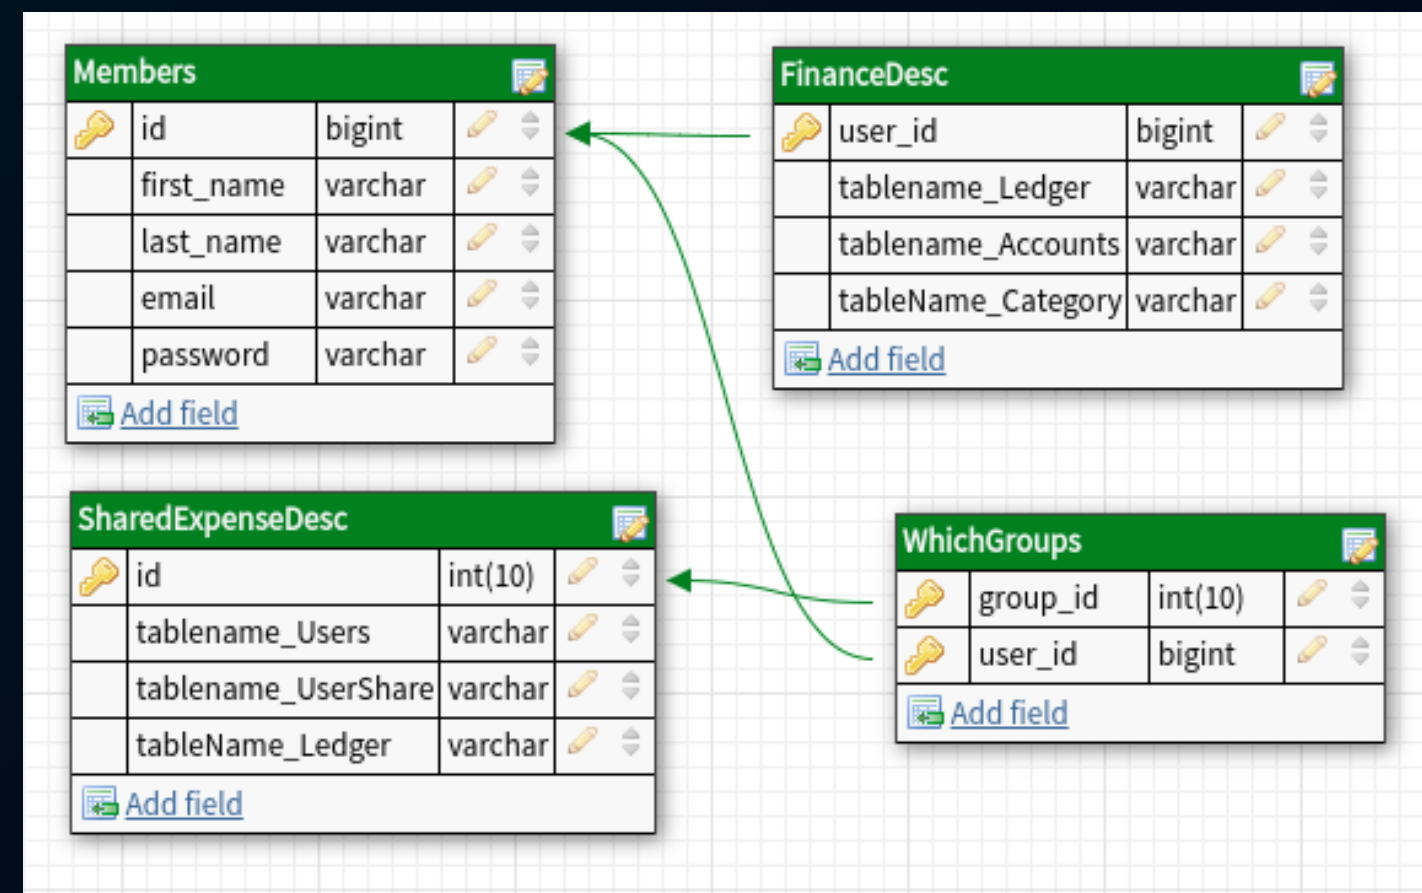 Members
id bigint
first_name varchar
last_name varchar
email varchar
password varchar
Add field
FinanceDesc
user_id bigint
tablename_Ledger varchar
tablename_Accounts varchar
tableName_Category varchar
Add field
SharedExpenseDesc
id int(10)
tablename_Users varchar
tablename_UserShare varchar
tableName_Ledger varchar
Add field
WhichGroups
group_id int(10)
user_id bigint
Add field